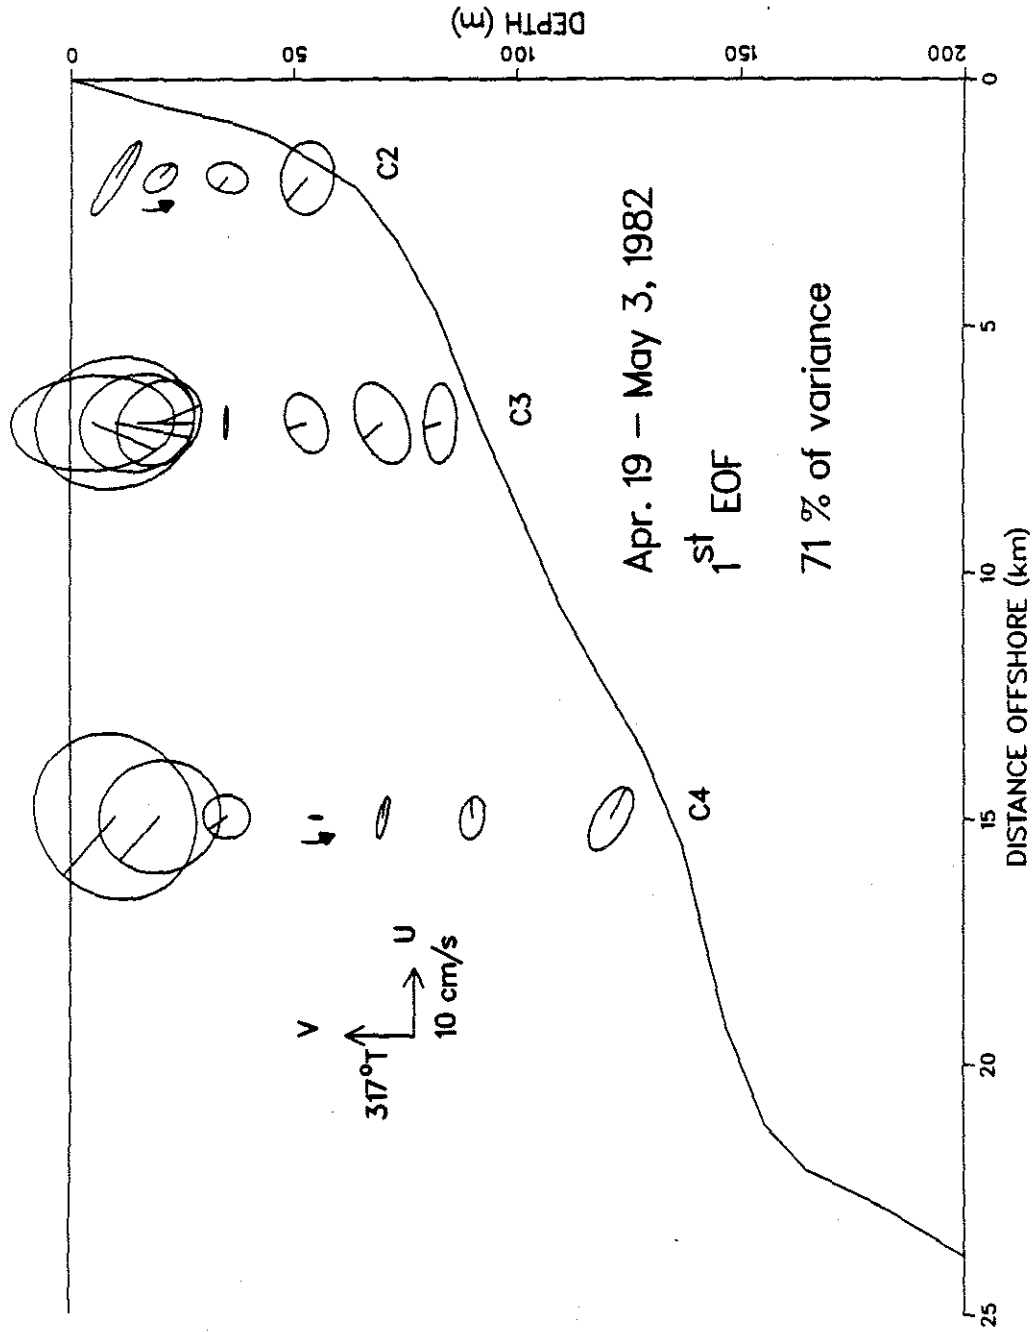 DEPTH (m)
0
50
100
150
200
0
5
10
15
20
25
DISTANCE OFFSHORE (km)
C2
C3
C4
Apr. 19 – May 3, 1982
1st EOF
71 % of variance
V
317°T
U
10 cm/s